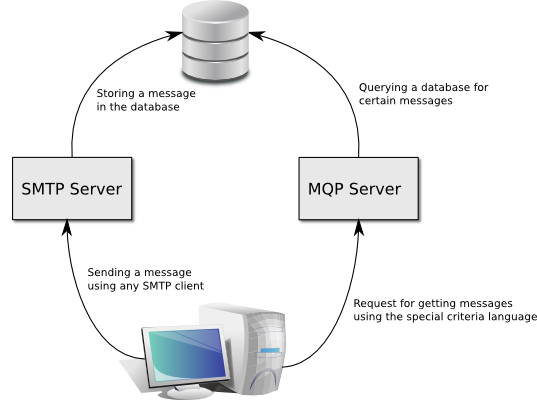 Storing a message
in the database
Querying a database for
certain messages
SMTP Server
MQP Server
Sending a message
using any SMTP client
Request for getting messages
using the special criteria language